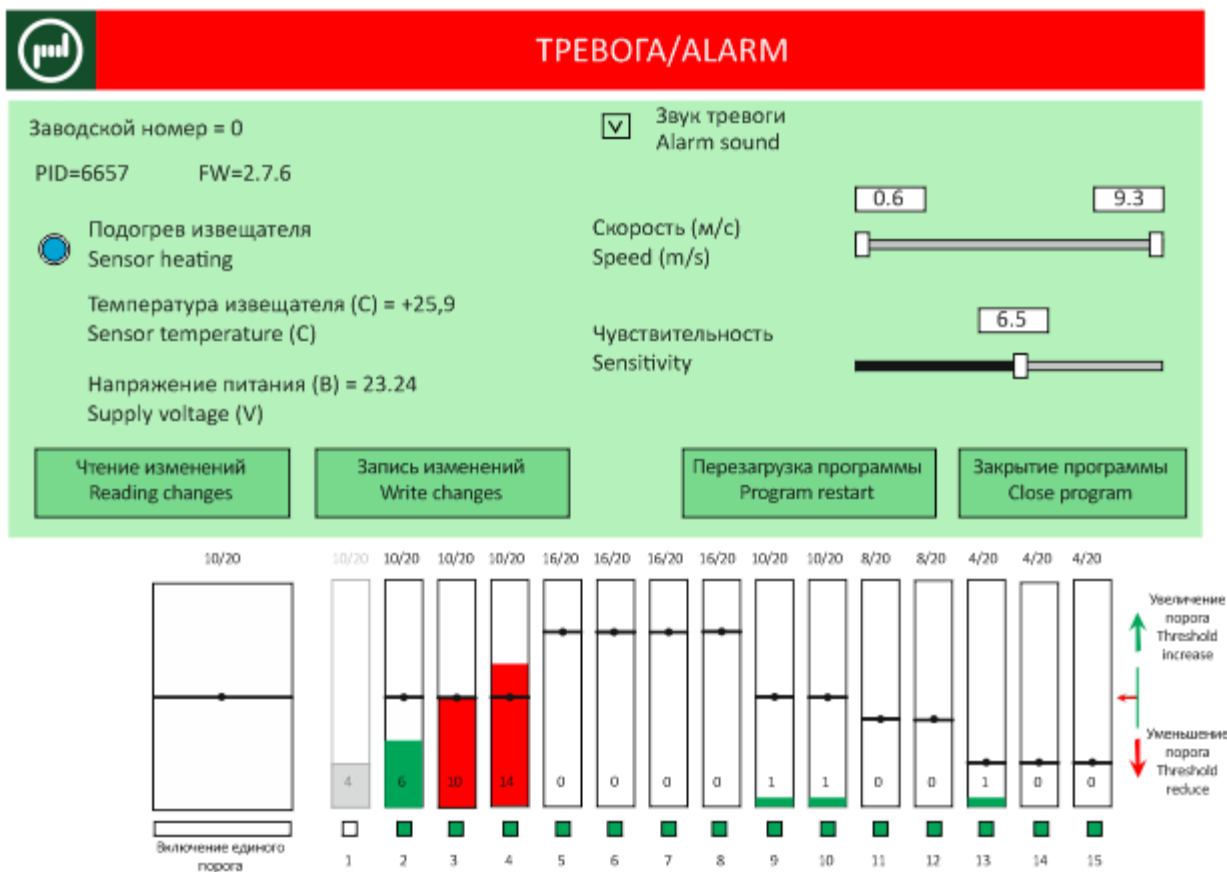 ТРЕВОГА/ALARM
Заводской номер = 0
PID=6657 FW=2.7.6
Подогрев извещателя
Sensor heating
Температура извещателя (С) = +25,9
Sensor temperature (C)
Напряжение питания (В) = 23.24
Supply voltage (V)
Звук тревоги
Alarm sound
0.6 9.3
Скорость (м/с)
Speed (m/s)
6.5
Чувствительность
Sensitivity
Чтение изменений
Reading changes
Запись изменений
Write changes
Перезагрузка программы
Program restart
Закрытие программы
Close program
10/20 10/20 10/20 10/20 10/20 16/20 16/20 16/20 16/20 10/20 10/20 8/20 8/20 4/20 4/20 4/20
Увеличение
порога
Threshold
increase
Уменьшение
порога
Threshold
reduce
4 6 10 14 0 0 0 0 1 1 0 0 1 0 0
Включение единого
порога
1 2 3 4 5 6 7 8 9 10 11 12 13 14 15